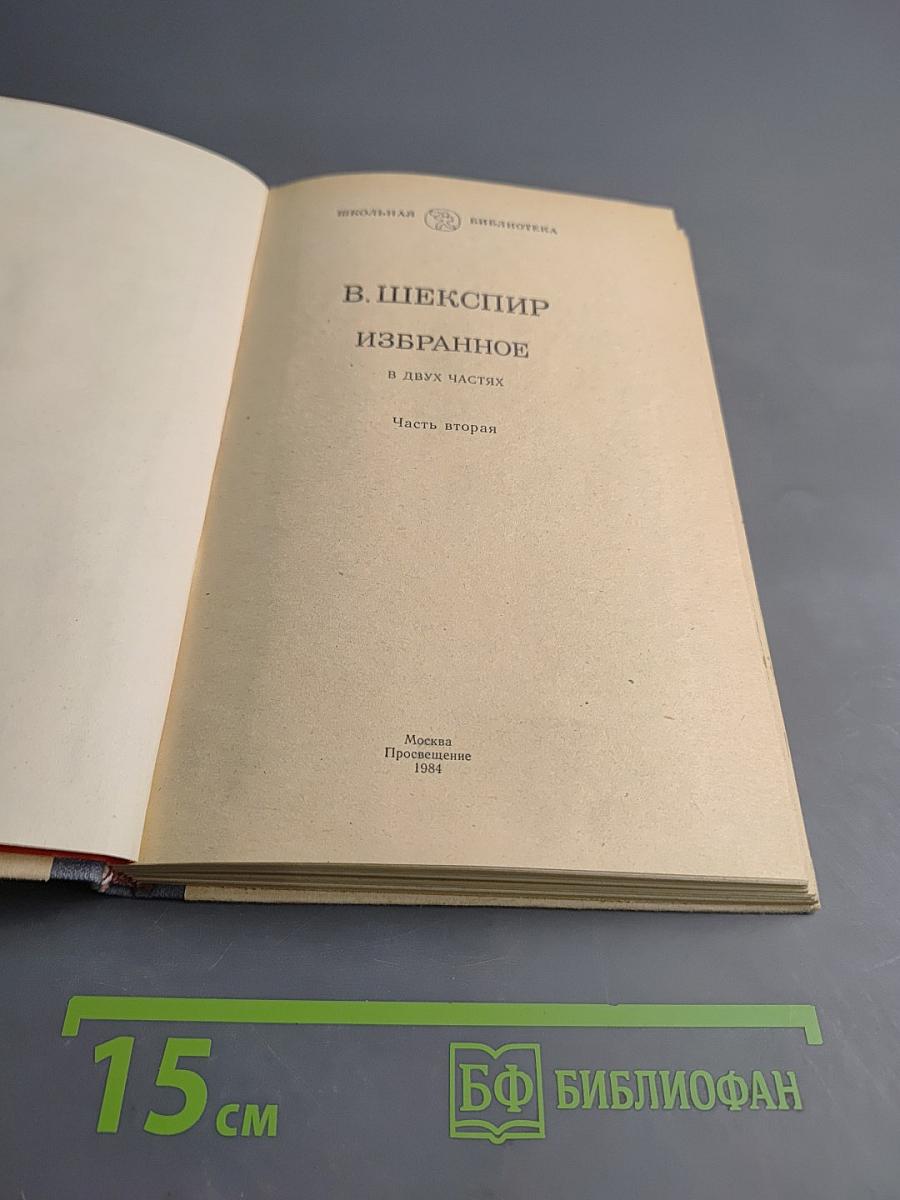 ШКОЛЬНАЯ БИБЛИОТЕКА
В. ШЕКСПИР
ИЗБРАННОЕ
В ДВУХ ЧАСТЯХ
Часть вторая
Москва
Просвещение
1984
15 см
БФ БИБЛИОФАН